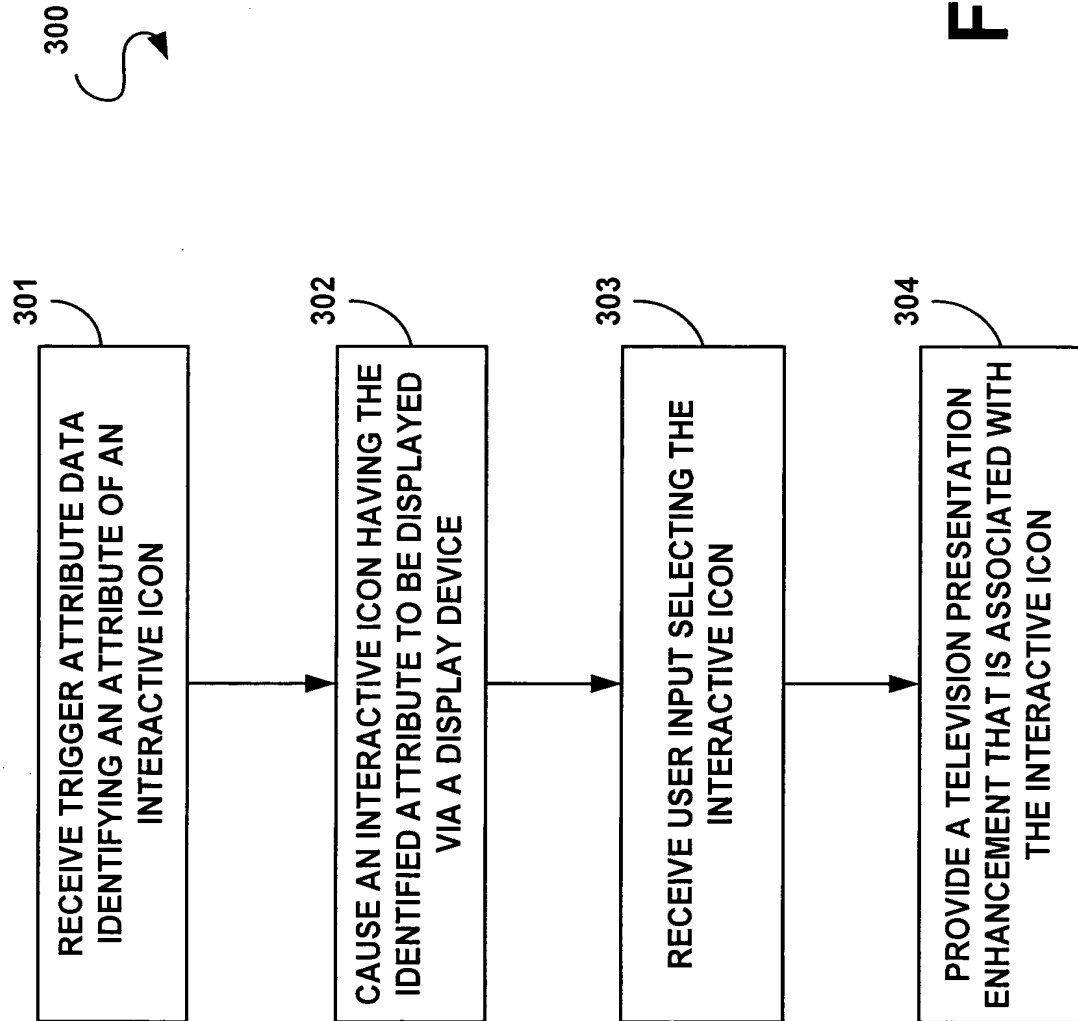 300
301
RECEIVE TRIGGER ATTRIBUTE DATA
IDENTIFYING AN ATTRIBUTE OF AN
INTERACTIVE ICON
302
CAUSE AN INTERACTIVE ICON HAVING THE
IDENTIFIED ATTRIBUTE TO BE DISPLAYED
VIA A DISPLAY DEVICE
303
RECEIVE USER INPUT SELECTING THE
INTERACTIVE ICON
304
PROVIDE A TELEVISION PRESENTATION
ENHANCEMENT THAT IS ASSOCIATED WITH
THE INTERACTIVE ICON
F